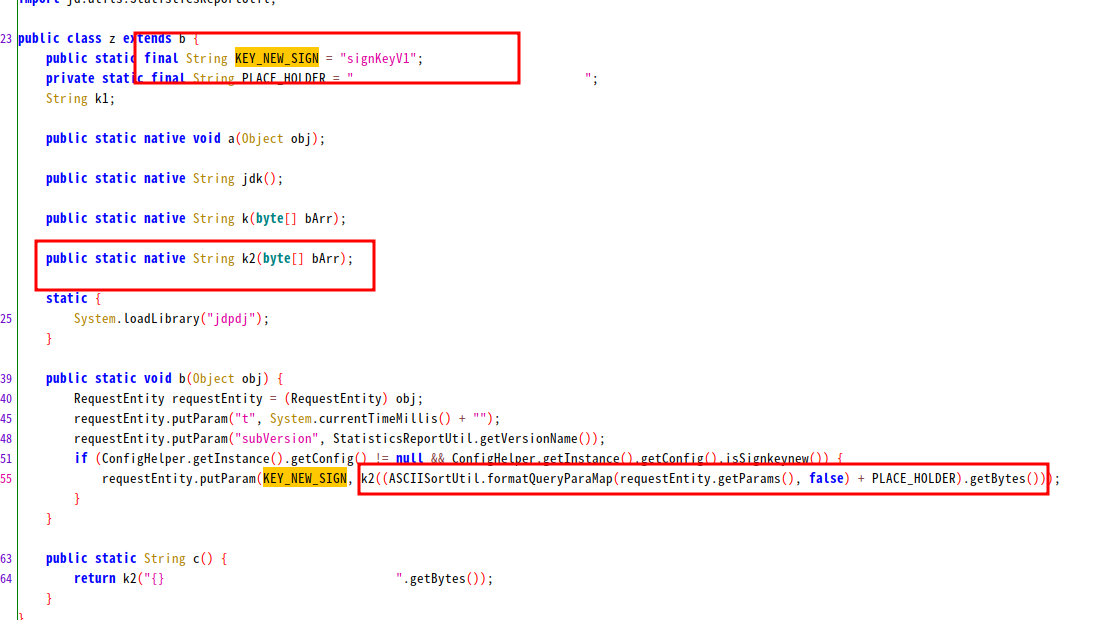 import jd.utils.StatisticsReportUtil;
23 public class z extends b {
public static final String KEY_NEW_SIGN = "signKeyV1";
private static final String PLACE_HOLDER = "                                 ";
String k1;
public static native void a(Object obj);
public static native String jdk();
public static native String k(byte[] bArr);
public static native String k2(byte[] bArr);
static {
25 System.loadLibrary("jdpdj");
}
39 public static void b(Object obj) {
40 RequestEntity requestEntity = (RequestEntity) obj;
45 requestEntity.putParam("t", System.currentTimeMillis() + "");
48 requestEntity.putParam("subVersion", StatisticsReportUtil.getVersionName());
51 if (ConfigHelper.getInstance().getConfig() != null && ConfigHelper.getInstance().getConfig().isSignkeynew()) {
55 requestEntity.putParam(KEY_NEW_SIGN, k2((ASCIISortUtil.formatQueryParaMap(requestEntity.getParams(), false) + PLACE_HOLDER).getBytes()));
}
}
63 public static String c() {
64 return k2("{}                                 ".getBytes());
}
}